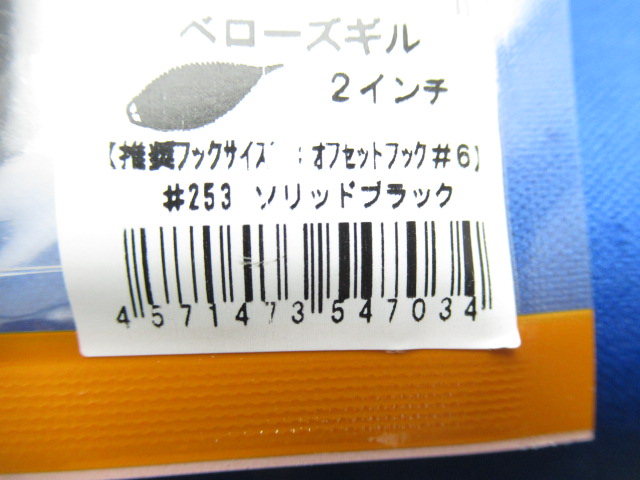 ベローズギル
2インチ
【推奨フックサイズ：オフセットフック#6】
#253 ソリッドブラック
4571473547034